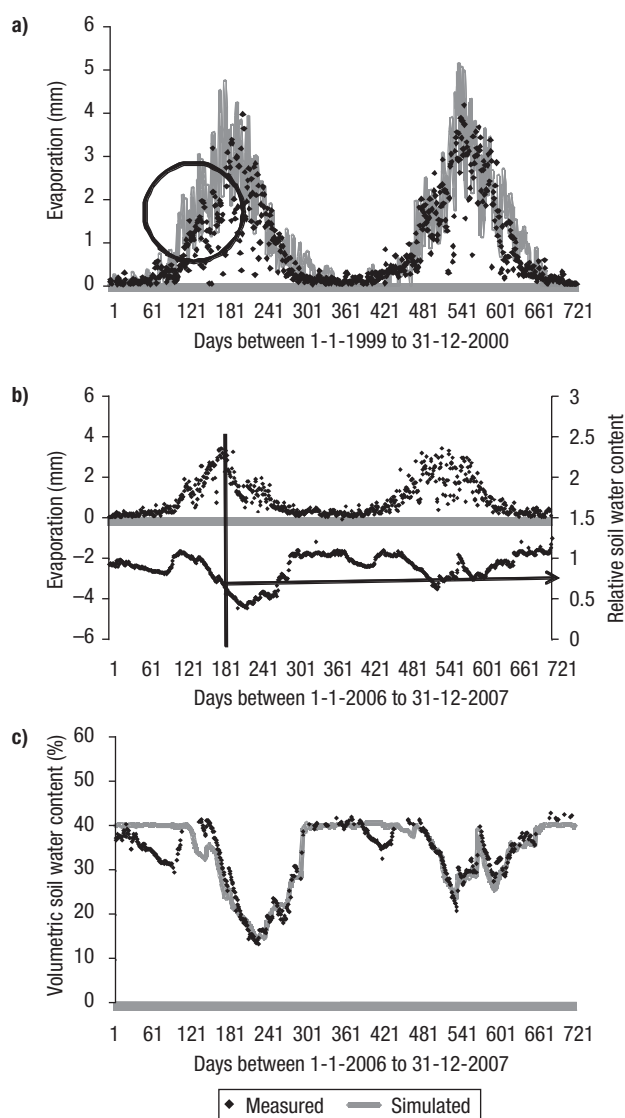 a)
Evaporation (mm)
6
5
4
3
2
1
0
1 61 121 181 241 301 361 421 481 541 601 661 721
Days between 1-1-1999 to 31-12-2000
b)
Evaporation (mm)
6
4
2
0
−2
−4
−6
3
2.5
2
1.5
1
0.5
0
Relative soil water content
1 61 121 181 241 301 361 421 481 541 601 661 721
Days between 1-1-2006 to 31-12-2007
c)
Volumetric soil water content (%)
60
50
40
30
20
10
0
1 61 121 181 241 301 361 421 481 541 601 661 721
Days between 1-1-2006 to 31-12-2007
Measured Simulated